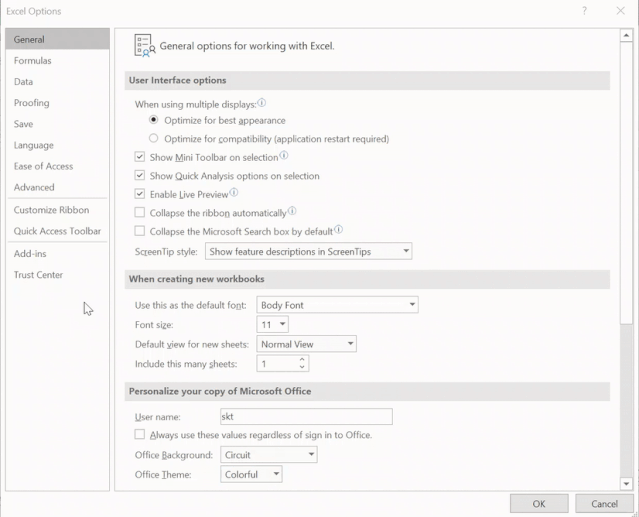 Excel Options
?
General
Formulas
Data
Proofing
Save
Language
Ease of Access
Advanced
Customize Ribbon
Quick Access Toolbar
Add-ins
Trust Center
General options for working with Excel.
User Interface options
When using multiple displays:
Optimize for best appearance
Optimize for compatibility (application restart required)
Show Mini Toolbar on selection
Show Quick Analysis options on selection
Enable Live Preview
Collapse the ribbon automatically
Collapse the Microsoft Search box by default
ScreenTip style: Show feature descriptions in ScreenTips
When creating new workbooks
Use this as the default font: Body Font
Font size: 11
Default view for new sheets: Normal View
Include this many sheets: 1
Personalize your copy of Microsoft Office
User name: skt
Always use these values regardless of sign in to Office.
Office Background: Circuit
Office Theme: Colorful
OK Cancel